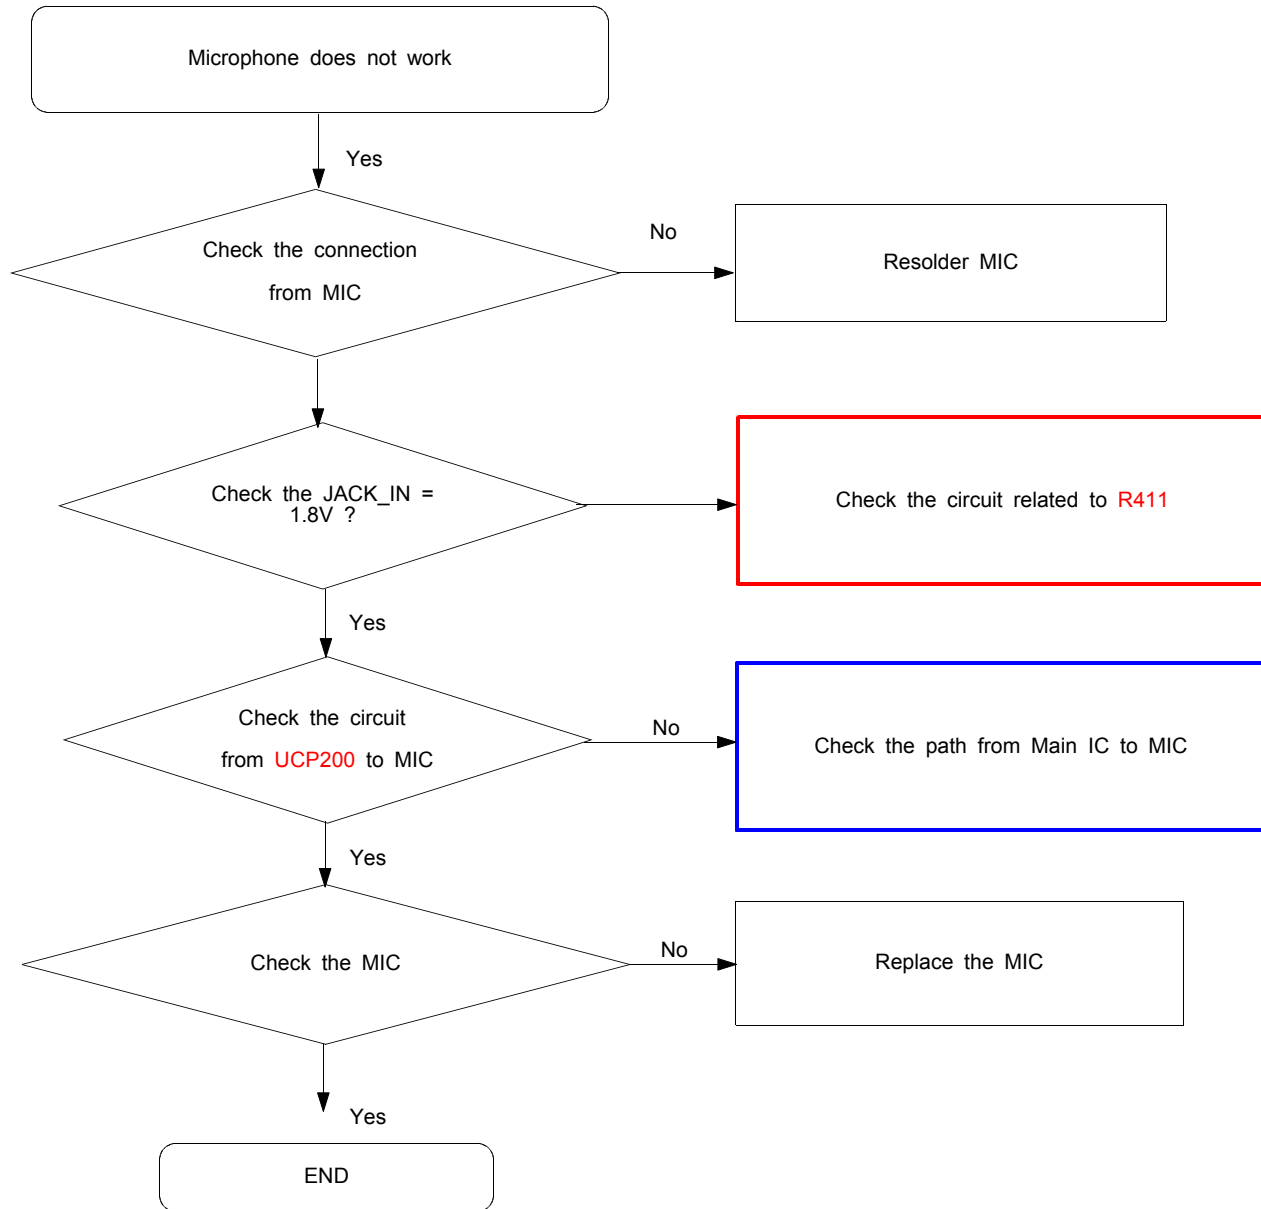 Microphone does not work
Yes
Check the connection
from MIC
No
Resolder MIC
Check the JACK_IN =
1.8V ?
Check the circuit related to R411
Yes
Check the circuit
from UCP200 to MIC
No
Check the path from Main IC to MIC
Yes
Check the MIC
No
Replace the MIC
Yes
END